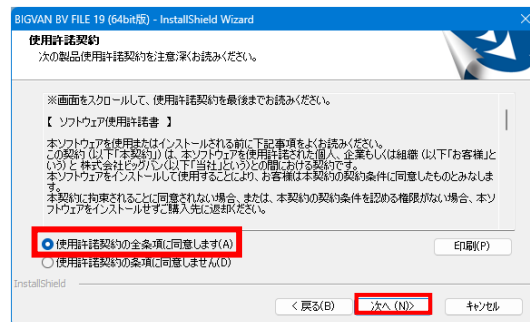 BIGVAN BV FILE 19 (64bit版) - InstallShield Wizard
使用許諾契約
次の製品使用許諾契約を注意深くお読みください。
※画面をスクロールして、使用許諾契約を最後までお読みください。
【 ソフトウェア使用許諾書 】
本ソフトウェアを使用またはインストールされる前に下記事項をよくお読みください。
この契約 (以下「本契約」) は、本ソフトウェアを使用許諾された個人、企業もしくは組織 (以下「お客様」と
いう) と 株式会社ビッグバン (以下「当社」という)との間における契約です。
本ソフトウェアをインストールして使用することにより、お客様は本契約の契約条件に同意したものとみなしま
す。
本契約に拘束されることに同意されない場合、または、本契約の契約条件を認める権限がない場合、本ソ
フトウェアをインストールせずご購入先に返却ください。
使用許諾契約の全条項に同意します(A)
印刷(P)
使用許諾契約の条項に同意しません(D)
InstallShield
< 戻る(B)
次へ (N)>
キャンセル